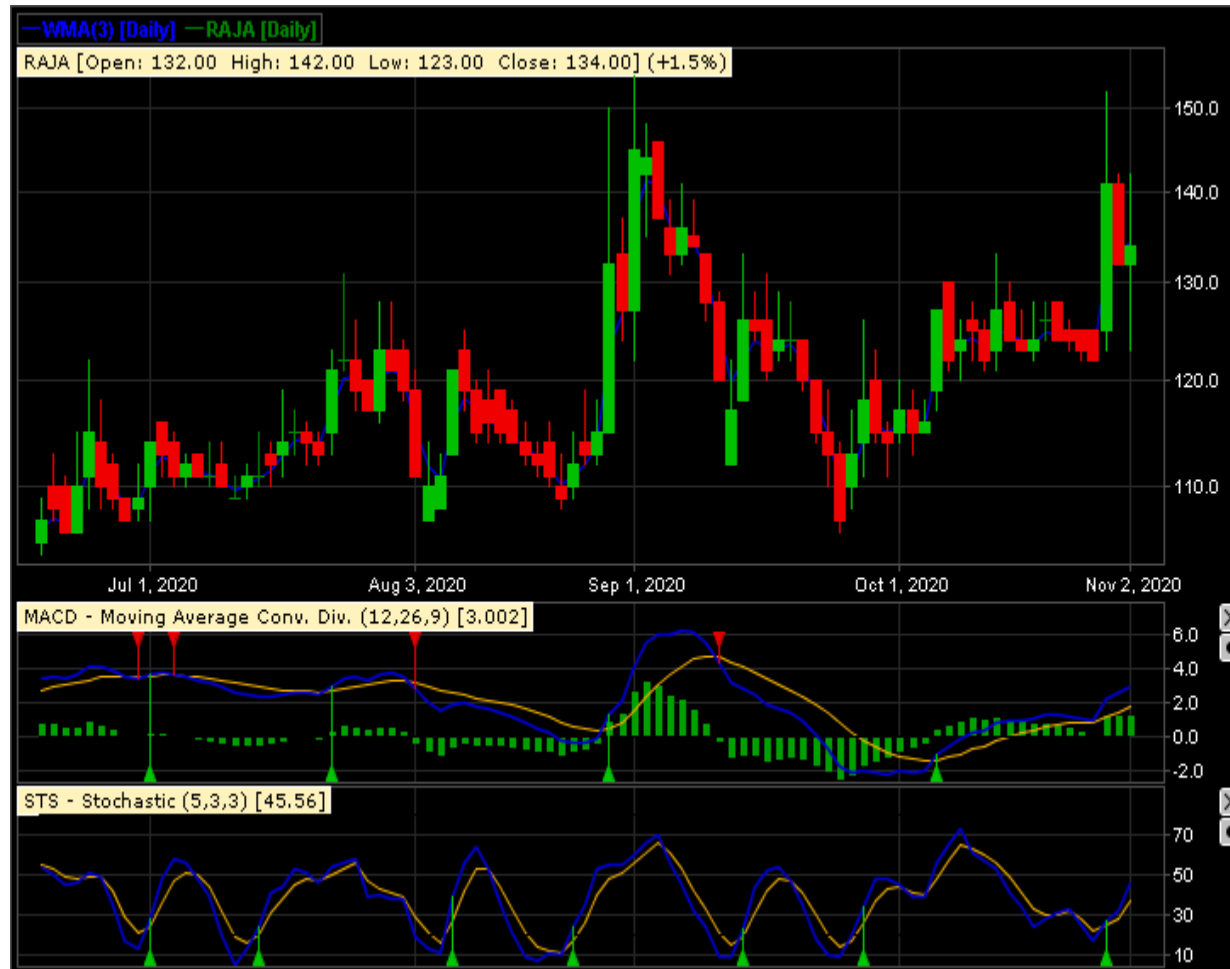 WMA(3) [Daily] RAJA [Daily]
RAJA [Open: 132.00 High: 142.00 Low: 123.00 Close: 134.00] (+1.5%)
150.0
140.0
130.0
120.0
110.0
Jul 1, 2020 Aug 3, 2020 Sep 1, 2020 Oct 1, 2020 Nov 2, 2020
MACD - Moving Average Conv. Div. (12,26,9) [3.002]
6.0
4.0
2.0
0.0
-2.0
STS - Stochastic (5,3,3) [45.56]
70
50
30
10